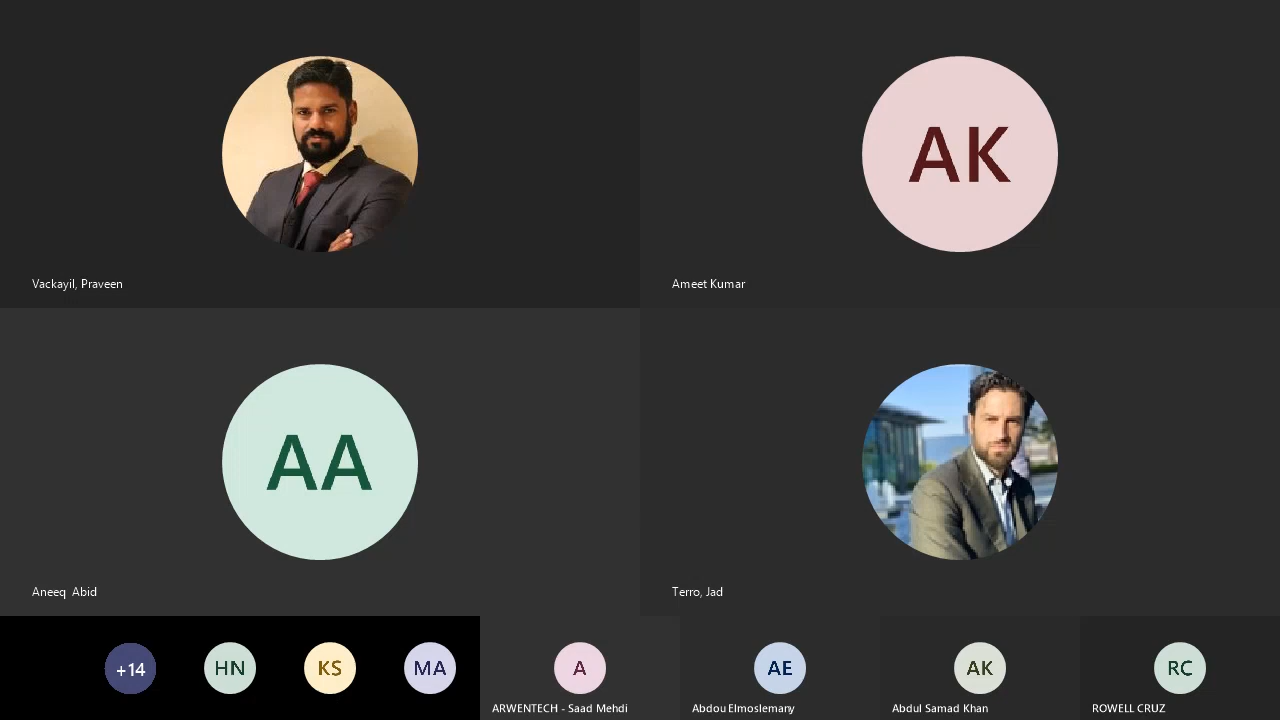 AK
Vackayil, Praveen
Ameet Kumar
AA
Aneeq Abid
Terro, Jad
+14
HN
KS
MA
A
AE
AK
RC
ARWENTECH - Saad Mehdi
Abdou Elmoslemany
Abdul Samad Khan
ROWELL CRUZ